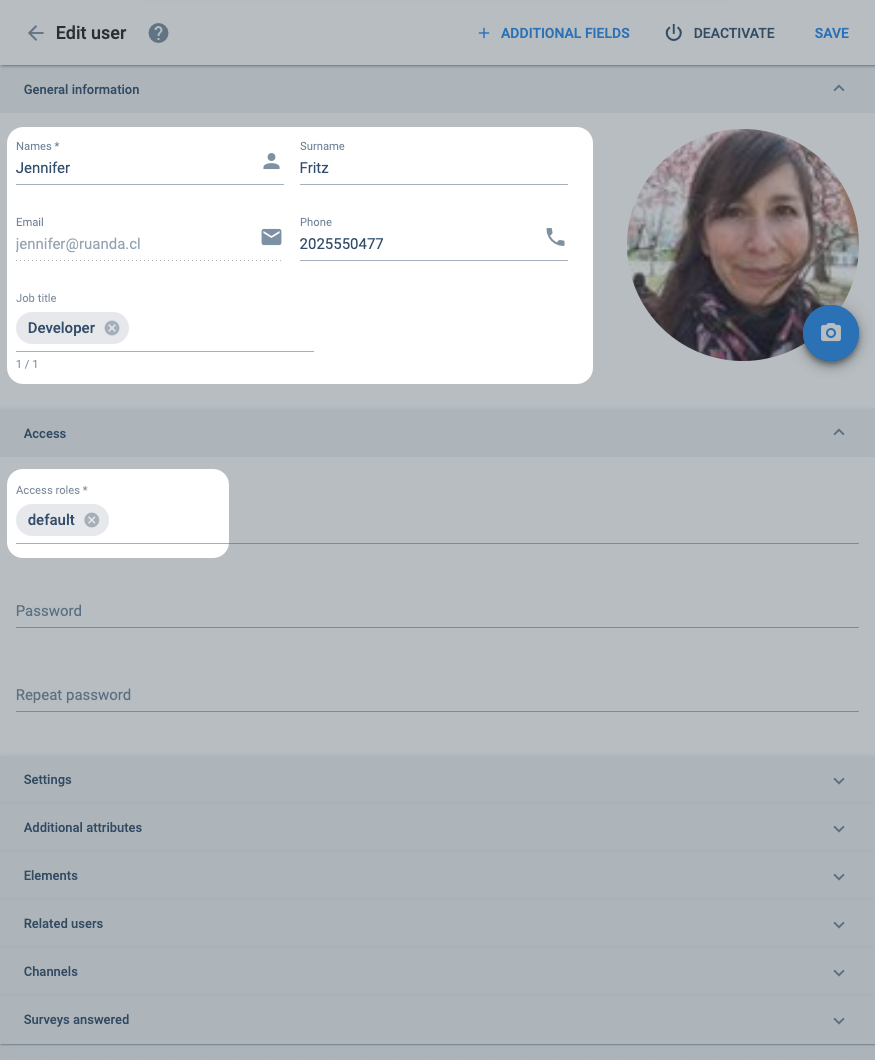 Edit user ? + ADDITIONAL FIELDS DEACTIVATE SAVE
General information
Names * Surname
Jennifer Fritz
Email Phone
jennifer@ruanda.cl 2025550477
Job title
Developer
1 / 1
Access
Access roles *
default
Password
Repeat password
Settings
Additional attributes
Elements
Related users
Channels
Surveys answered